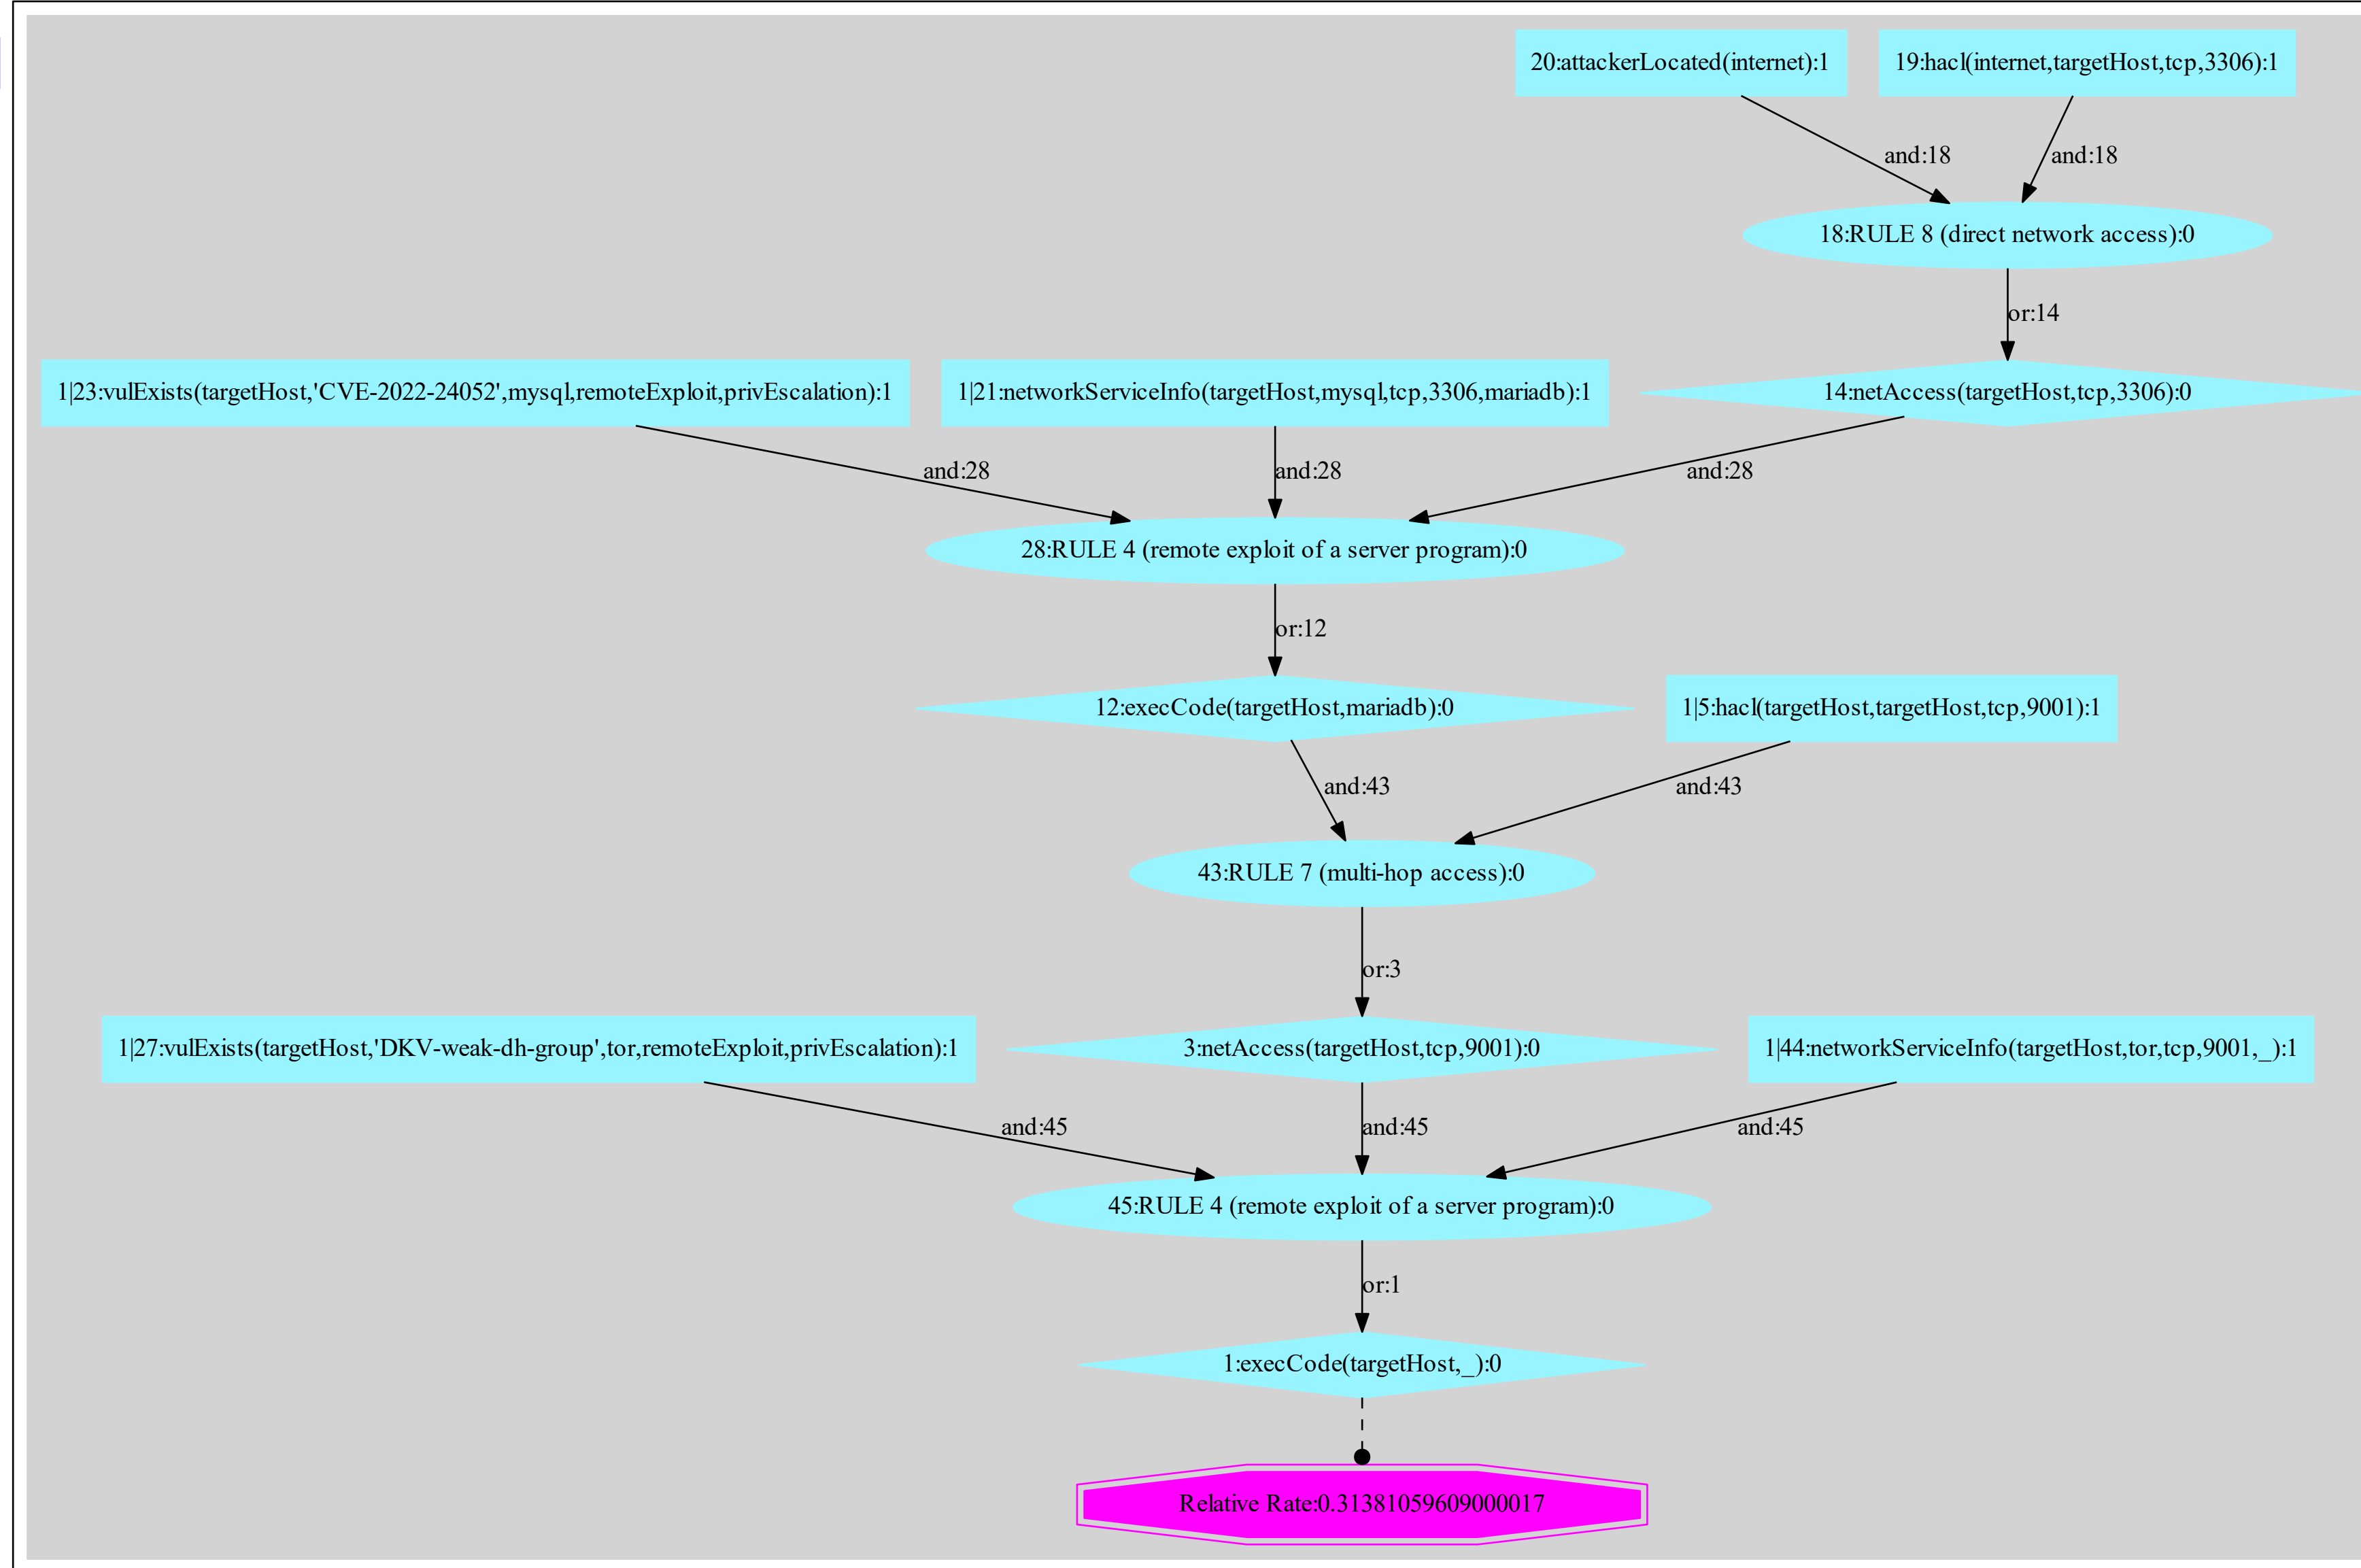 20:attackerLocated(internet):1
19:hacl(internet,targetHost,tcp,3306):1
and:18
and:18
18:RULE 8 (direct network access):0
or:14
1|23:vulExists(targetHost,'CVE-2022-24052',mysql,remoteExploit,privEscalation):1
1|21:networkServiceInfo(targetHost,mysql,tcp,3306,mariadb):1
14:netAccess(targetHost,tcp,3306):0
and:28
and:28
and:28
28:RULE 4 (remote exploit of a server program):0
or:12
12:execCode(targetHost,mariadb):0
1|5:hacl(targetHost,targetHost,tcp,9001):1
and:43
and:43
43:RULE 7 (multi-hop access):0
or:3
1|27:vulExists(targetHost,'DKV-weak-dh-group',tor,remoteExploit,privEscalation):1
3:netAccess(targetHost,tcp,9001):0
1|44:networkServiceInfo(targetHost,tor,tcp,9001,_):1
and:45
and:45
and:45
45:RULE 4 (remote exploit of a server program):0
or:1
1:execCode(targetHost,_):0
Relative Rate:0.31381059609000017